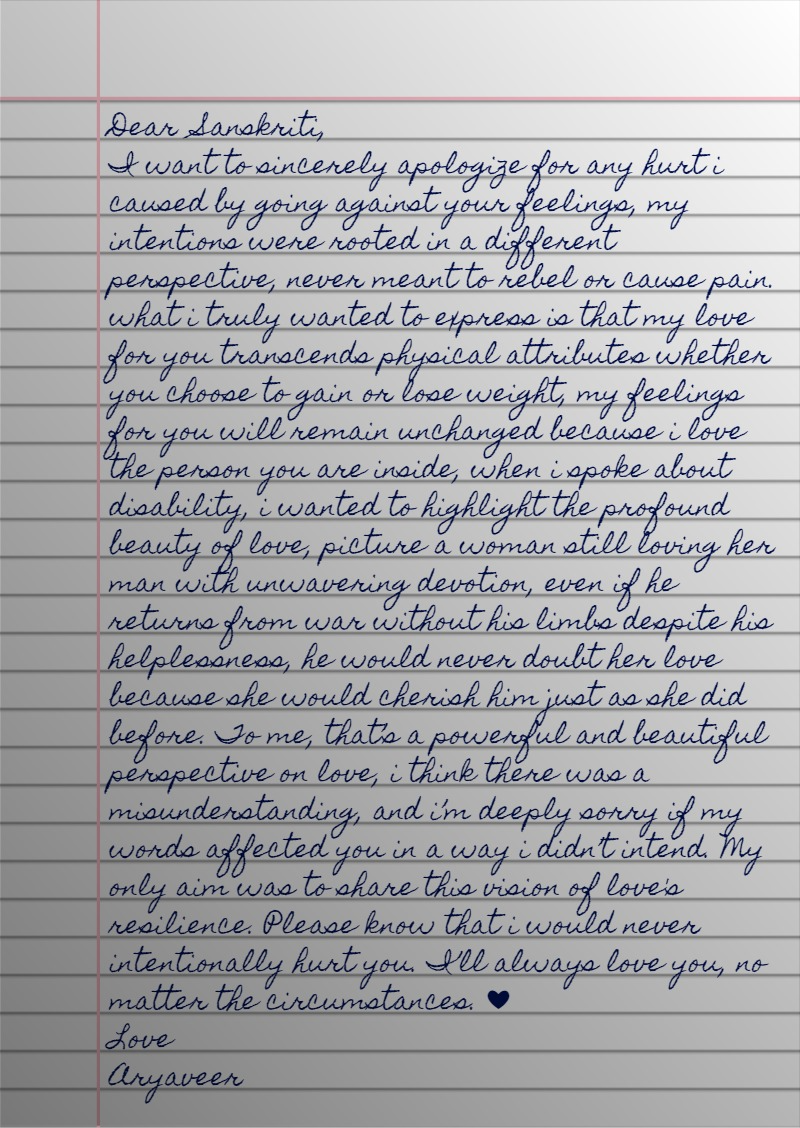 Dear Sanskriti,
I want to sincerely apologize for any hurt i
caused by going against your feelings, my
intentions were rooted in a different
perspective, never meant to rebel or cause pain.
what i truly wanted to express is that my love
for you transcends physical attributes whether
you choose to gain or lose weight, my feelings
for you will remain unchanged because i love
the person you are inside, when i spoke about
disability, i wanted to highlight the profound
beauty of love, picture a woman still loving her
man with unwavering devotion, even if he
returns from war without his limbs despite his
helplessness, he would never doubt her love
because she would cherish him just as she did
before. To me, that's a powerful and beautiful
perspective on love, i think there was a
misunderstanding, and i'm deeply sorry if my
words affected you in a way i didn't intend. My
only aim was to share this vision of love's
resilience. Please know that i would never
intentionally hurt you. I'll always love you, no
matter the circumstances. ♥
Love
Aryaveer